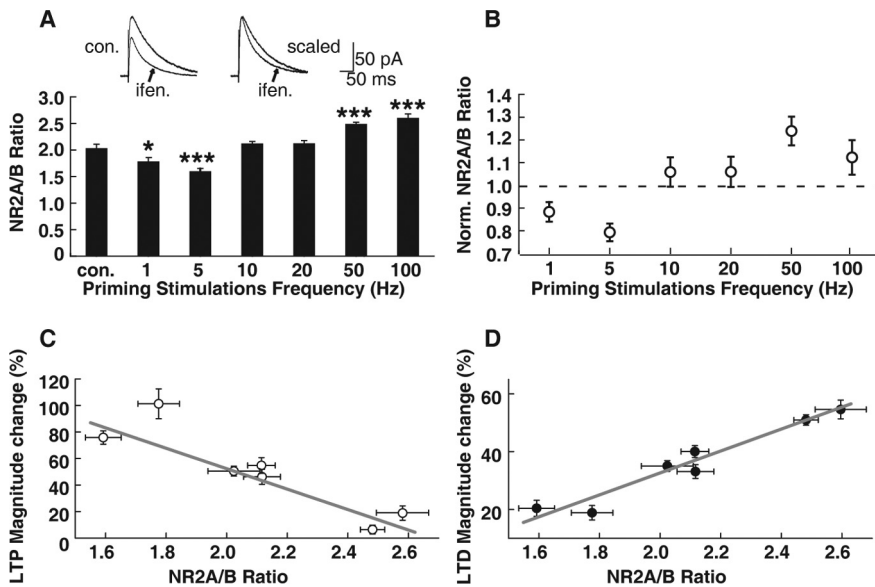 A
con.
ifen.
scaled
ifen.
50 pA
50 ms
NR2A/B Ratio
3.0
2.5
2.0
1.5
1.0
0.5
0
*
***
***
***
con. 1 5 10 20 50 100
Priming Stimulations Frequency (Hz)
B
Norm. NR2A/B Ratio
1.4
1.3
1.2
1.1
1.0
0.9
0.8
0.7
1 5 10 20 50 100
Priming Stimulations Frequency (Hz)
C
LTP Magnitude change (%)
120
100
80
60
40
20
0
1.6 1.8 2.0 2.2 2.4 2.6
NR2A/B Ratio
D
LTD Magnitude change (%)
60
40
20
1.6 1.8 2.0 2.2 2.4 2.6
NR2A/B Ratio